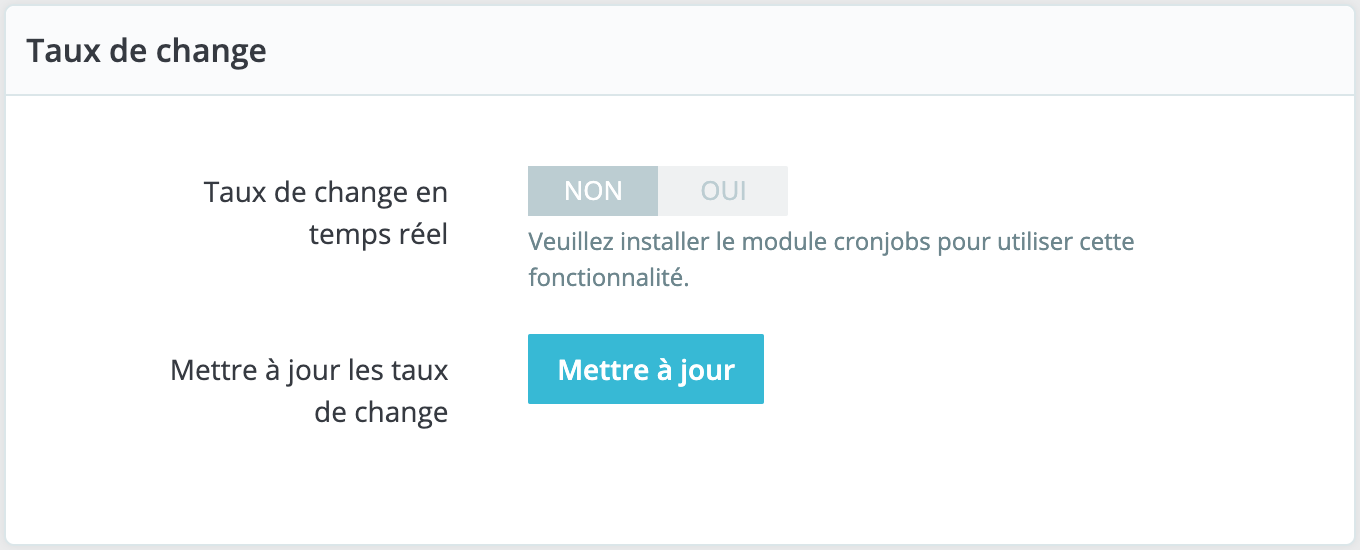 Taux de change
Taux de change en
temps réel
NON OUI
Veuillez installer le module cronjobs pour utiliser cette
fonctionnalité.
Mettre à jour les taux
de change
Mettre à jour